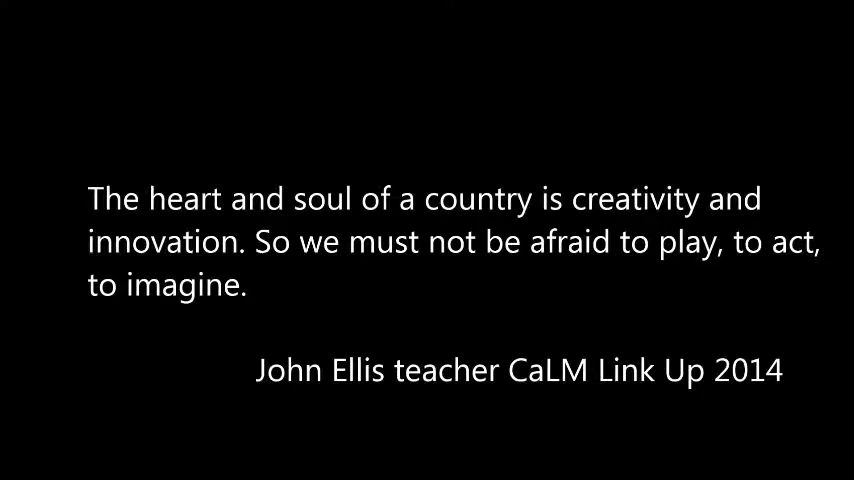 The heart and soul of a country is creativity and
innovation. So we must not be afraid to play, to act,
to imagine.
John Ellis teacher CaLM Link Up 2014